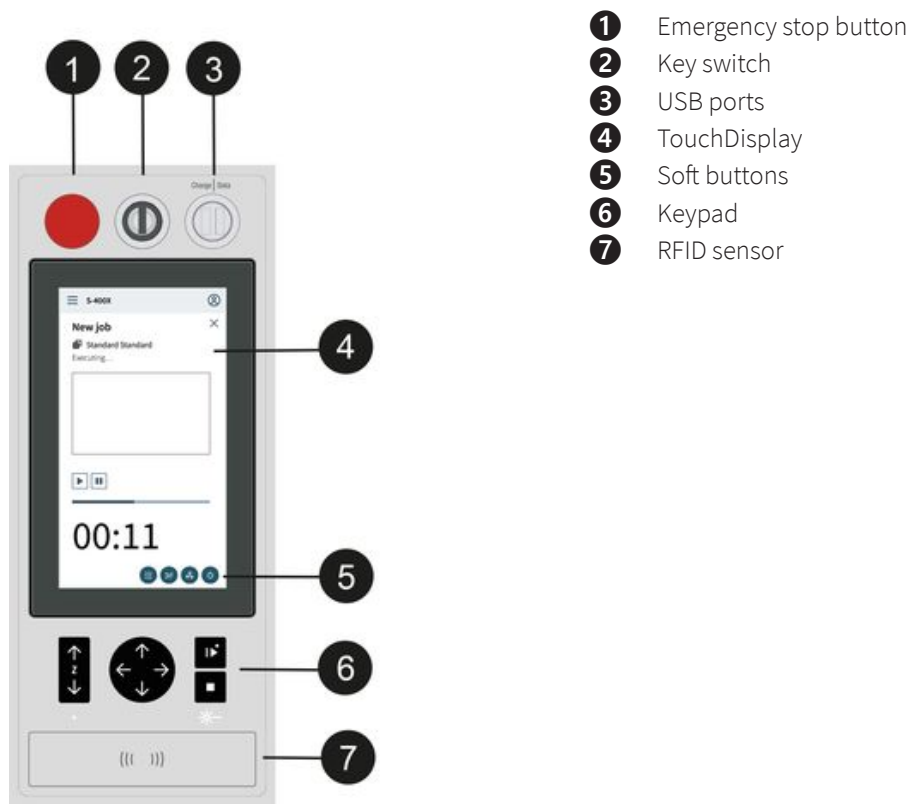 1 Emergency stop button
2 Key switch
3 USB ports
4 TouchDisplay
5 Soft buttons
6 Keypad
7 RFID sensor
1 2 3
Charge | Data
S-400X
New job
4
Standard Standard
Executing...
00:11
5
Z
6
7